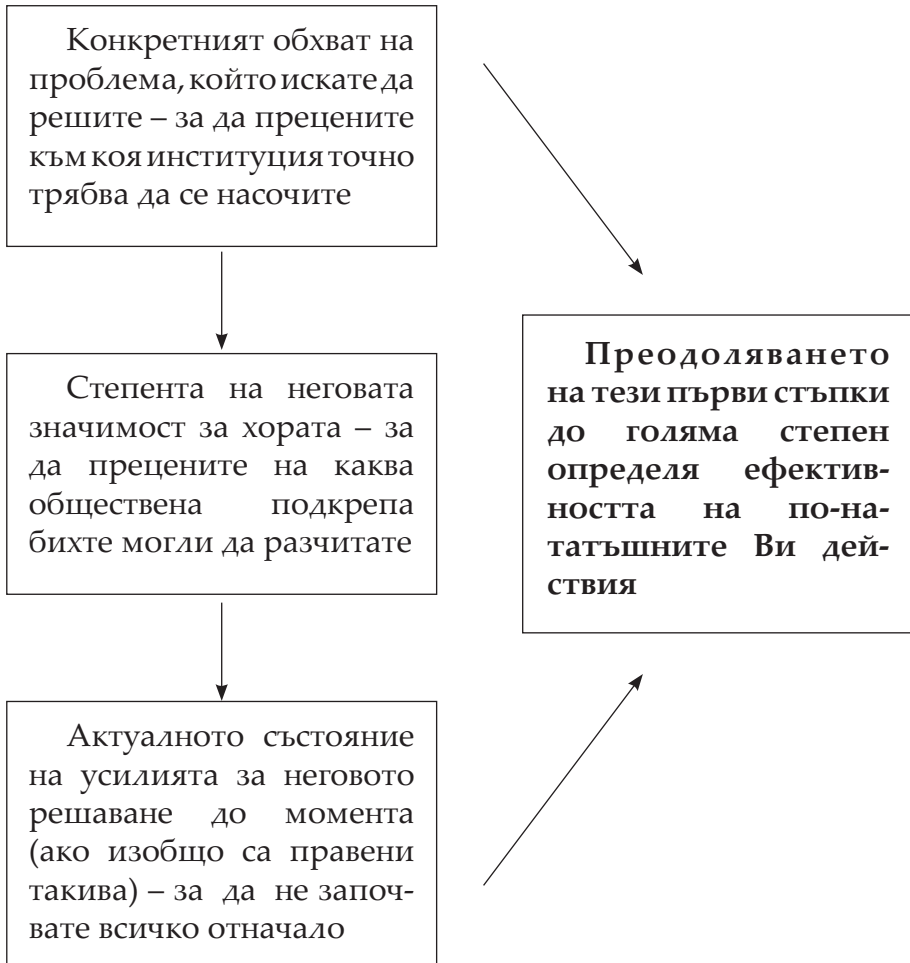 Конкретният обхват на
проблема, който искате да
решите – за да прецените
към коя институция точно
трябва да се насочите
Степента на неговата
значимост за хората – за
да прецените на каква
обществена подкрепа
бихте могли да разчитате
Актуалното състояние
на усилията за неговото
решаване до момента
(ако изобщо са правени
такива) – за да не започ-
вате всичко отначало
Преодоляването
на тези първи стъпки
до голяма степен
определя ефектив-
ността на по-на-
татъшните Ви дей-
ствия